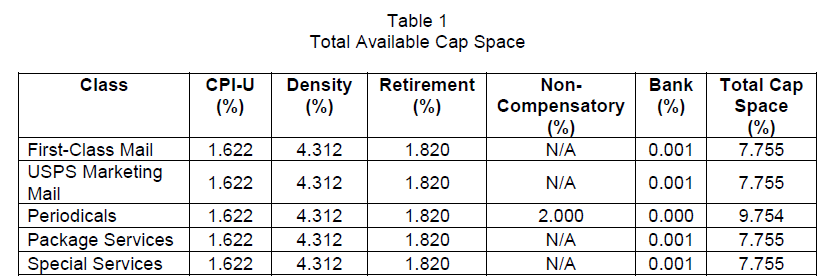 Table 1
Total Available Cap Space
Class CPI-U (%) Density (%) Retirement (%) Non-Compensatory (%) Bank (%) Total Cap Space (%)
First-Class Mail 1.622 4.312 1.820 N/A 0.001 7.755
USPS Marketing Mail 1.622 4.312 1.820 N/A 0.001 7.755
Periodicals 1.622 4.312 1.820 2.000 0.000 9.754
Package Services 1.622 4.312 1.820 N/A 0.001 7.755
Special Services 1.622 4.312 1.820 N/A 0.001 7.755